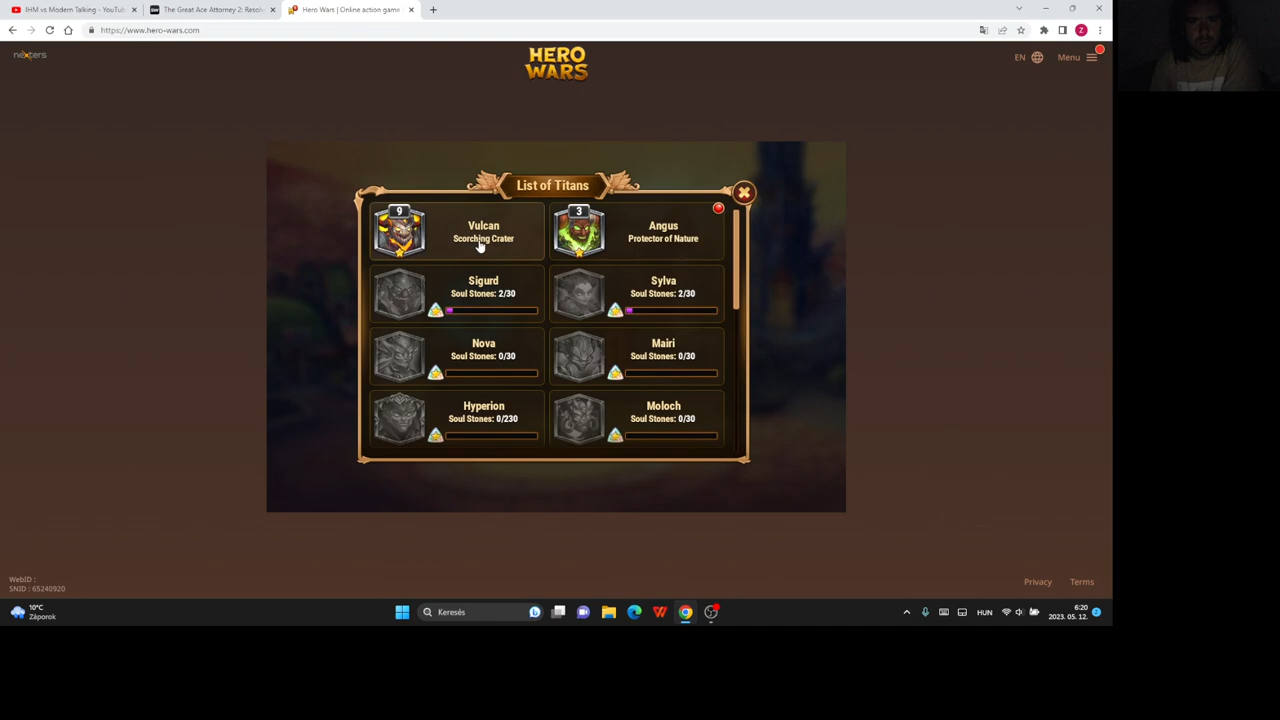 IHM vs Modern Talking - YouTub
The Great Ace Attorney 2: Resolv
Hero Wars | Online action game
https://www.hero-wars.com
nexters
HERO
WARS
EN
Menu
List of Titans
9
Vulcan
Scorching Crater
3
Angus
Protector of Nature
Sigurd
Soul Stones: 2/30
Sylva
Soul Stones: 2/30
Nova
Soul Stones: 0/30
Mairi
Soul Stones: 0/30
Hyperion
Soul Stones: 0/230
Moloch
Soul Stones: 0/30
WebID :
SNID : 65240920
Privacy
Terms
10°C
Záporok
Keresés
HUN
6:20
2023. 05. 12.
2